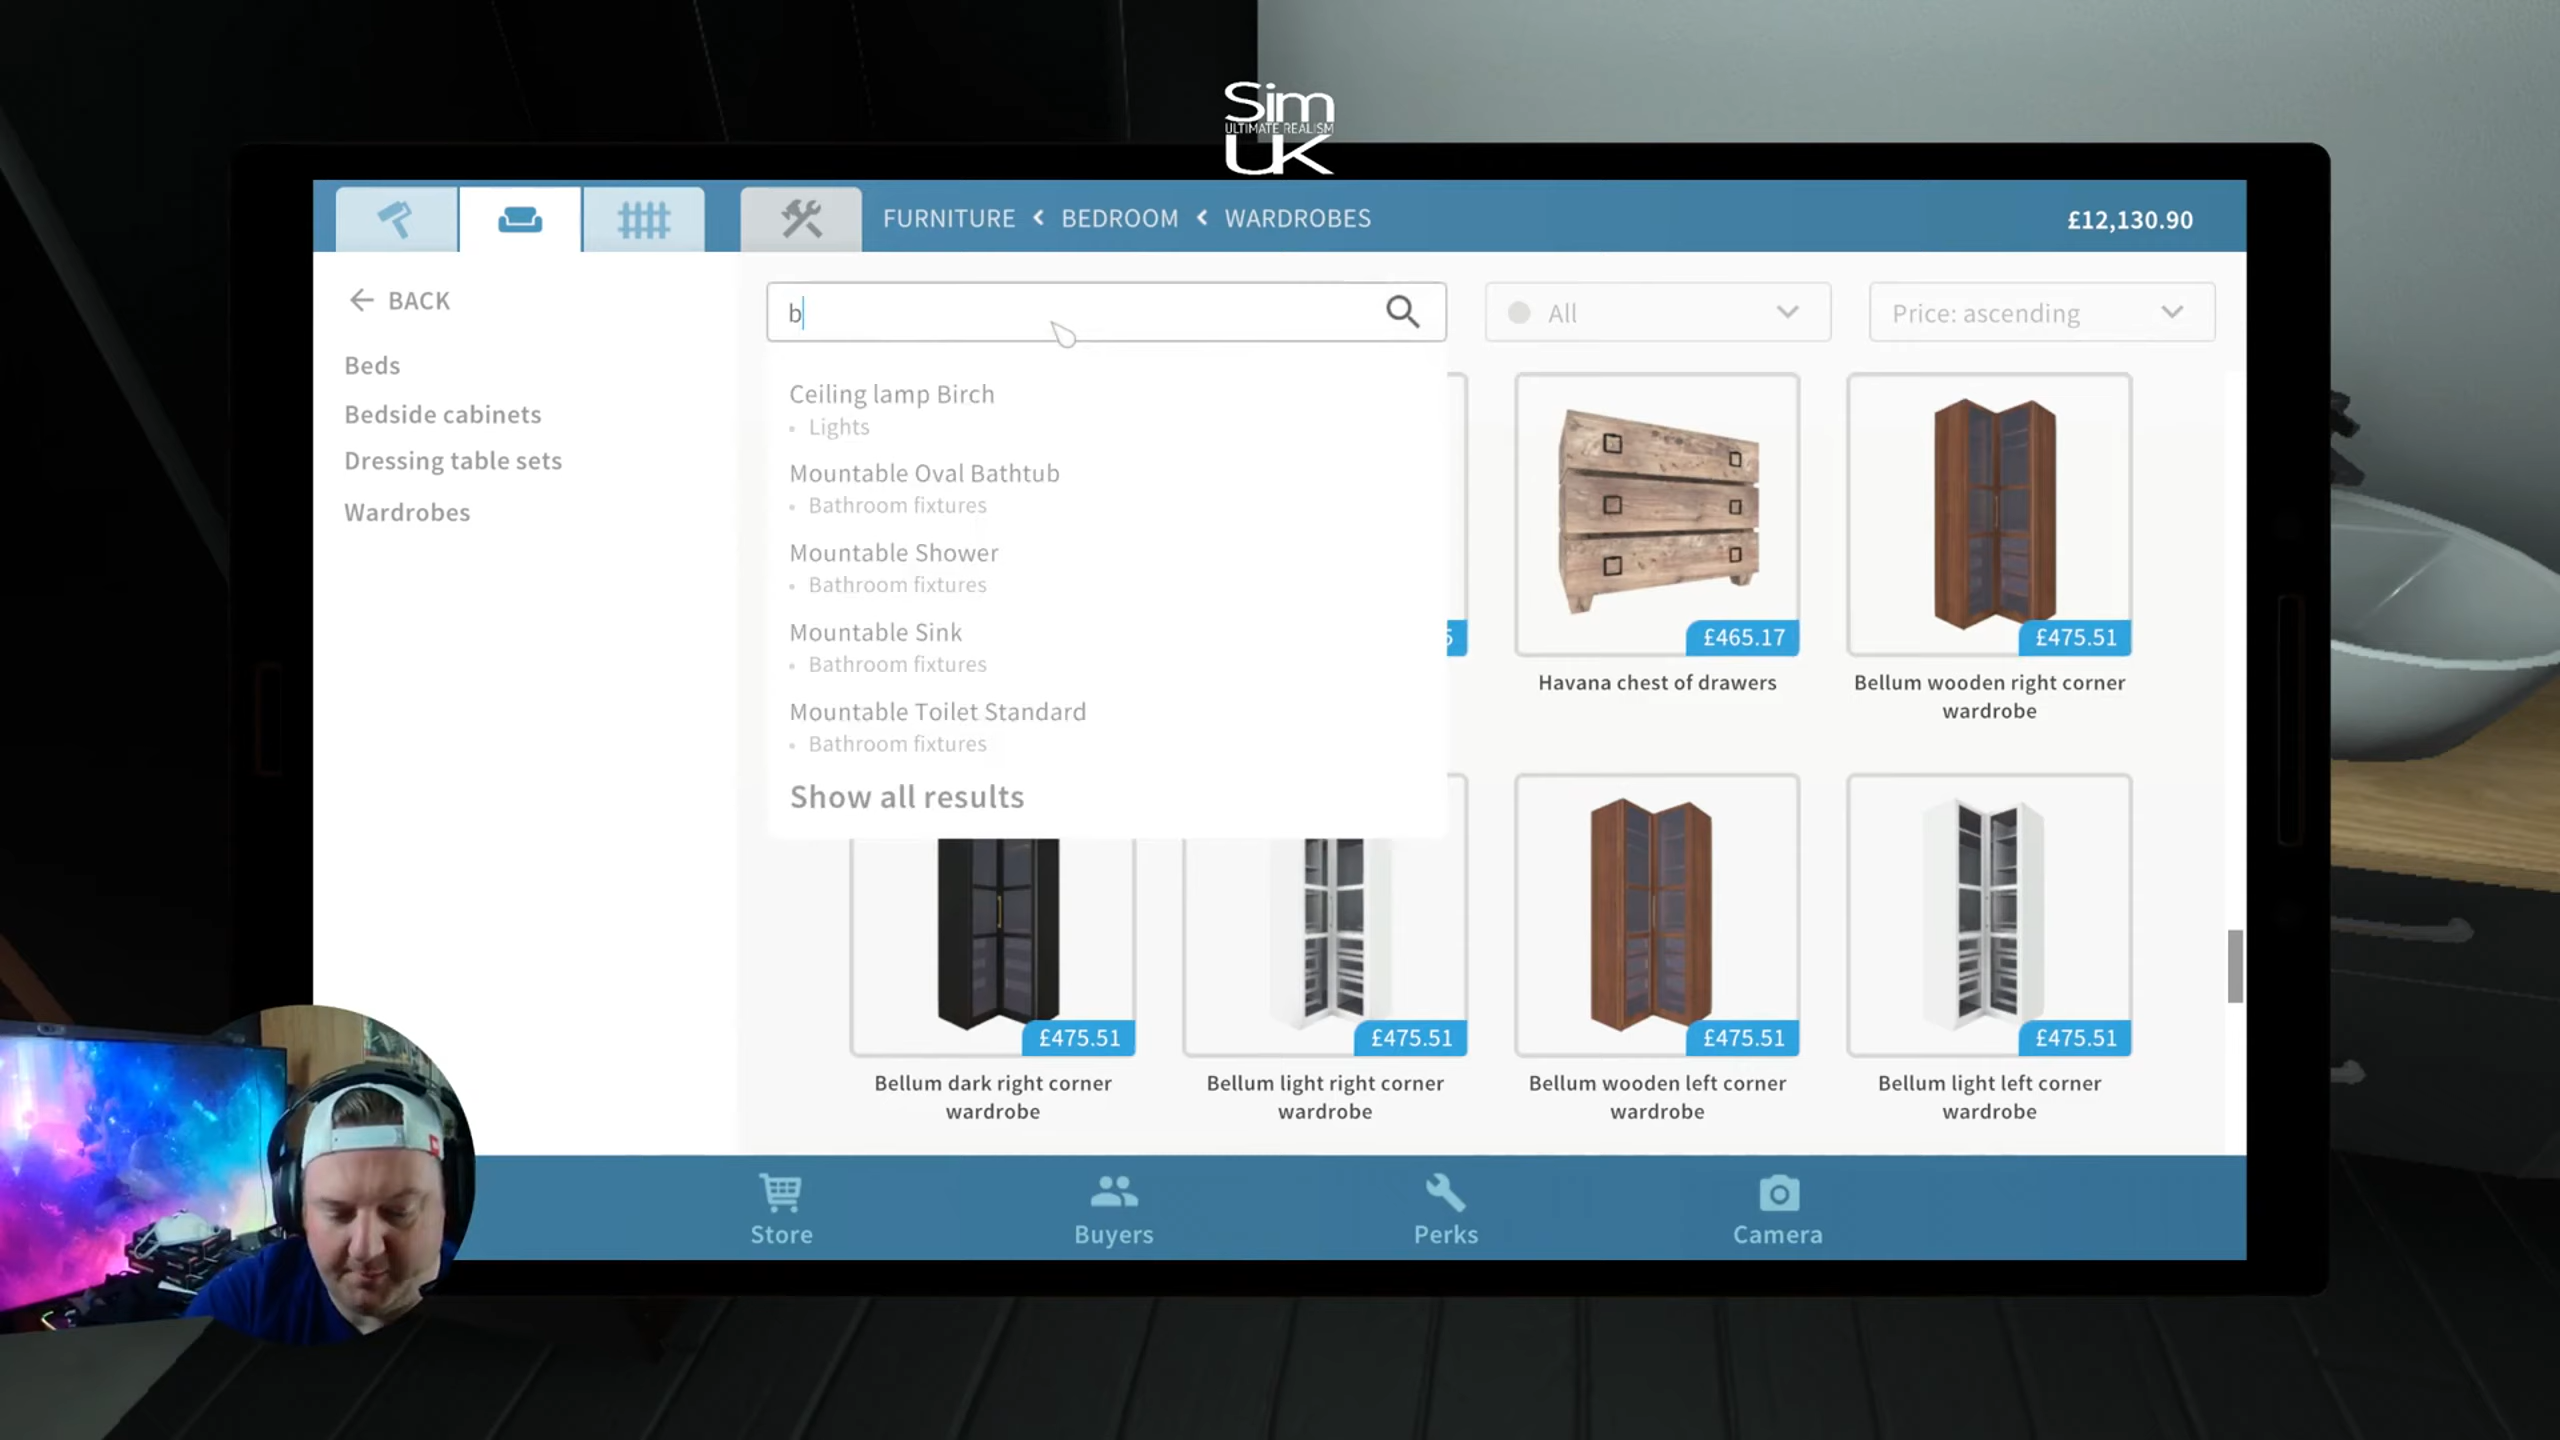 Sim
ULTIMATE REALISM
UK
FURNITURE < BEDROOM < WARDROBES
£12,130.90
BACK
b
All
Price: ascending
Beds
Bedside cabinets
Dressing table sets
Wardrobes
Ceiling lamp Birch
Lights
Mountable Oval Bathtub
Bathroom fixtures
Mountable Shower
Bathroom fixtures
Mountable Sink
Bathroom fixtures
Mountable Toilet Standard
Bathroom fixtures
Show all results
£465.17
£475.51
Havana chest of drawers
Bellum wooden right corner
wardrobe
£475.51
£475.51
£475.51
£475.51
Bellum dark right corner
wardrobe
Bellum light right corner
wardrobe
Bellum wooden left corner
wardrobe
Bellum light left corner
wardrobe
Store
Buyers
Perks
Camera